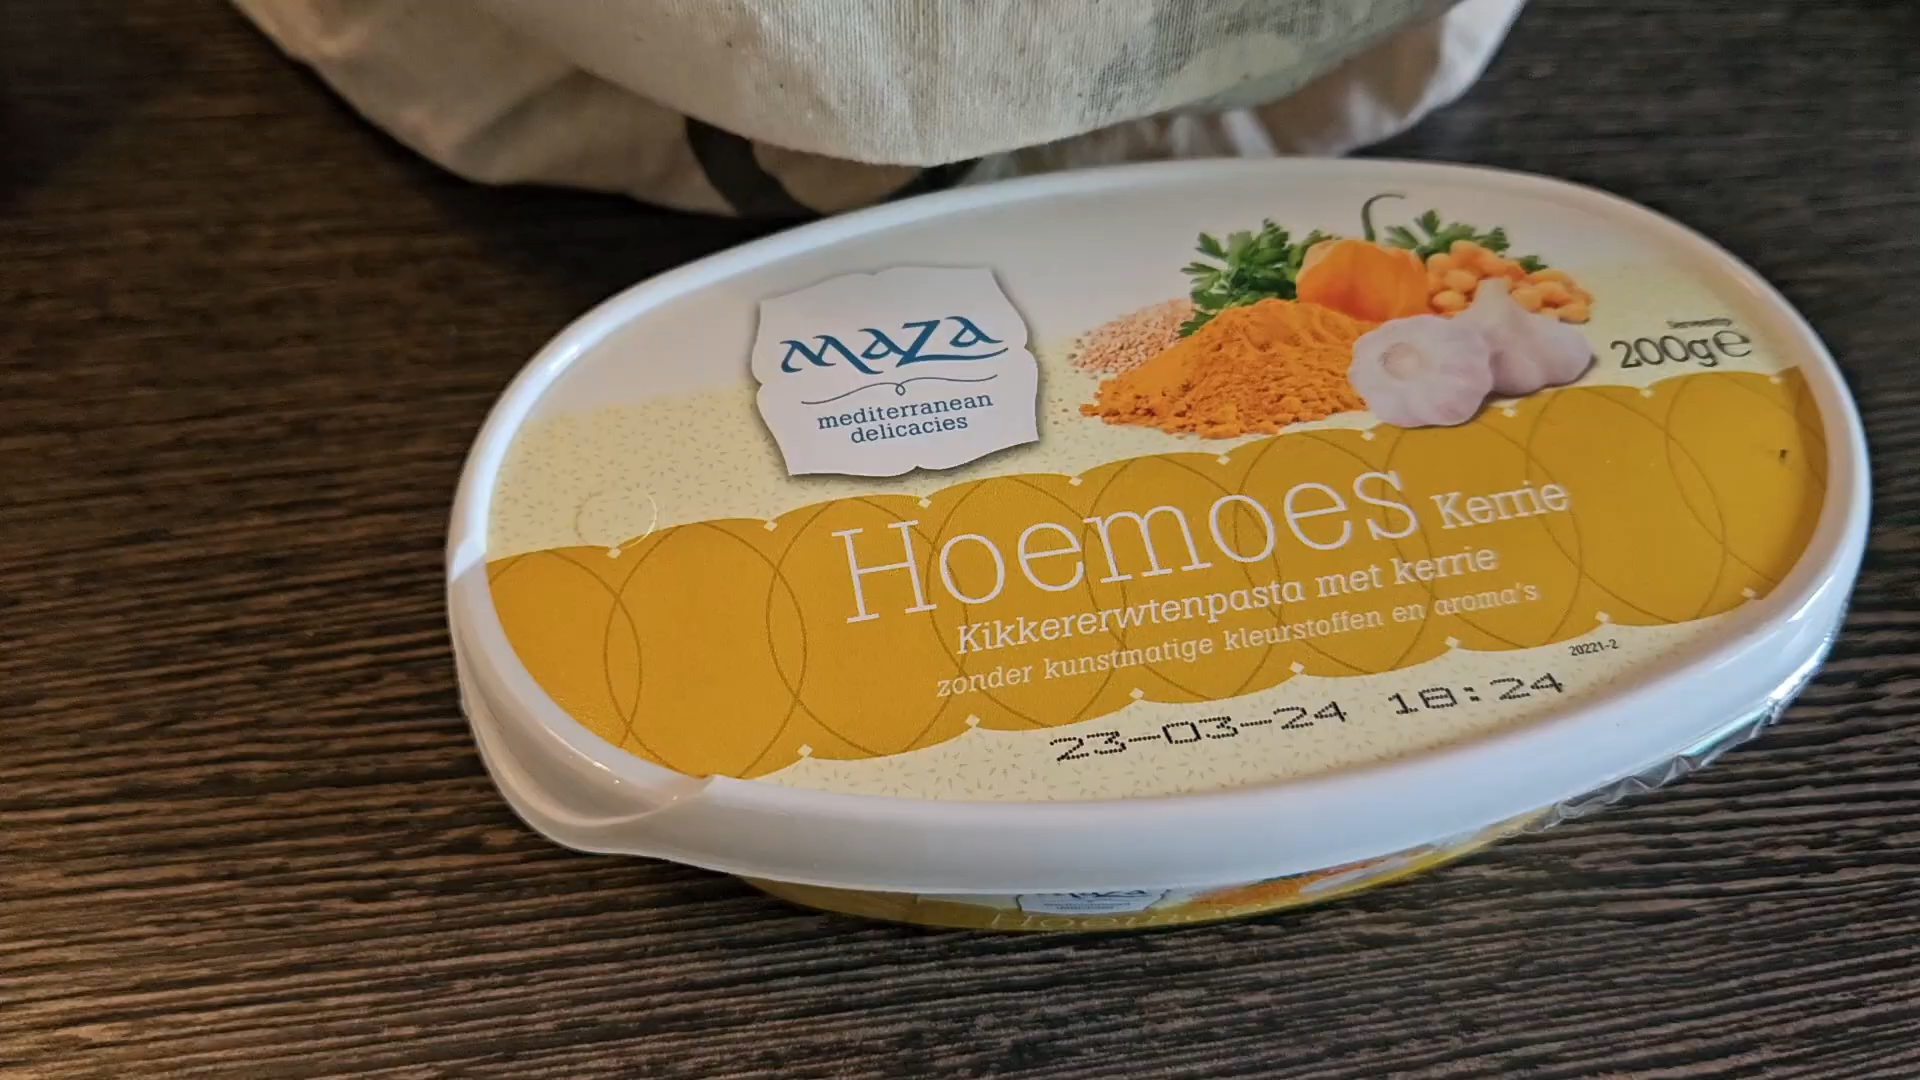 maza
mediterranean
delicacies
200g℮
Hoemoes Kerrie
Kikkererwtenpasta met kerrie
zonder kunstmatige kleurstoffen en aroma's
20221-2
23-03-24 18:24